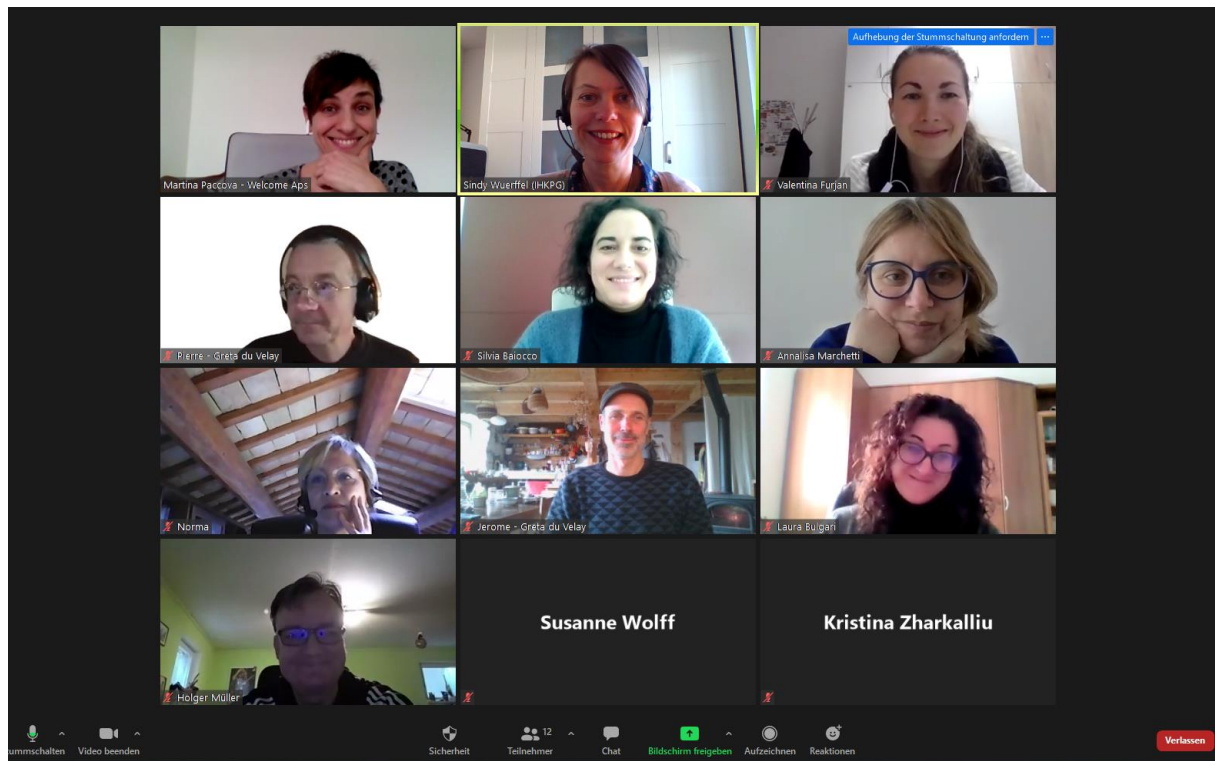 Aufhebung der Stummschaltung anfordern ...
Martina Paccova - Welcome Aps
Sindy Wuerffel (IHKPG)
Valentina Furjan
Pierre - Greta du Velay
Silvia Baiocco
Annalisa Marchetti
Norma
Jerome - Greta du Velay
Laura Bulgari
Holger Müller
Susanne Wolff
Kristina Zharkalliu
tummschalten
Video beenden
Sicherheit
12
Teilnehmer
Chat
Bildschirm freigeben
Aufzeichnen
Reaktionen
Verlassen